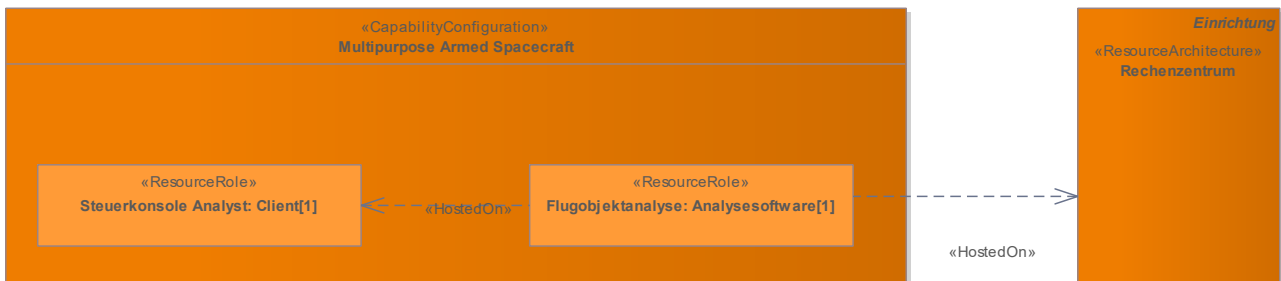 «CapabilityConfiguration»
Multipurpose Armed Spacecraft
Einrichtung
«ResourceArchitecture»
Rechenzentrum
«ResourceRole»
Steuerkonsole Analyst: Client[1]
«HostedOn»
«ResourceRole»
Flugobjektanalyse: Analysesoftware[1]
«HostedOn»